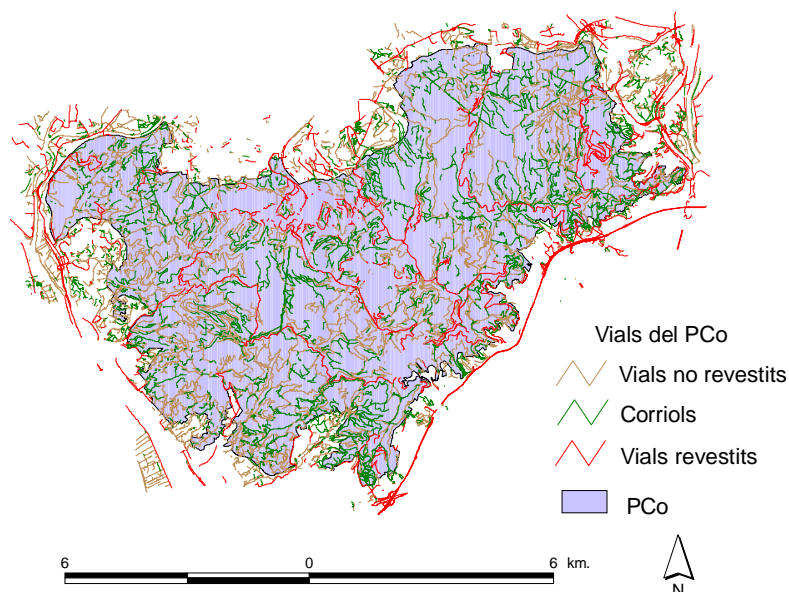 Vials del PCo
Vials no revestits
Corriols
Vials revestits
PCo
6 0 6 km.
N